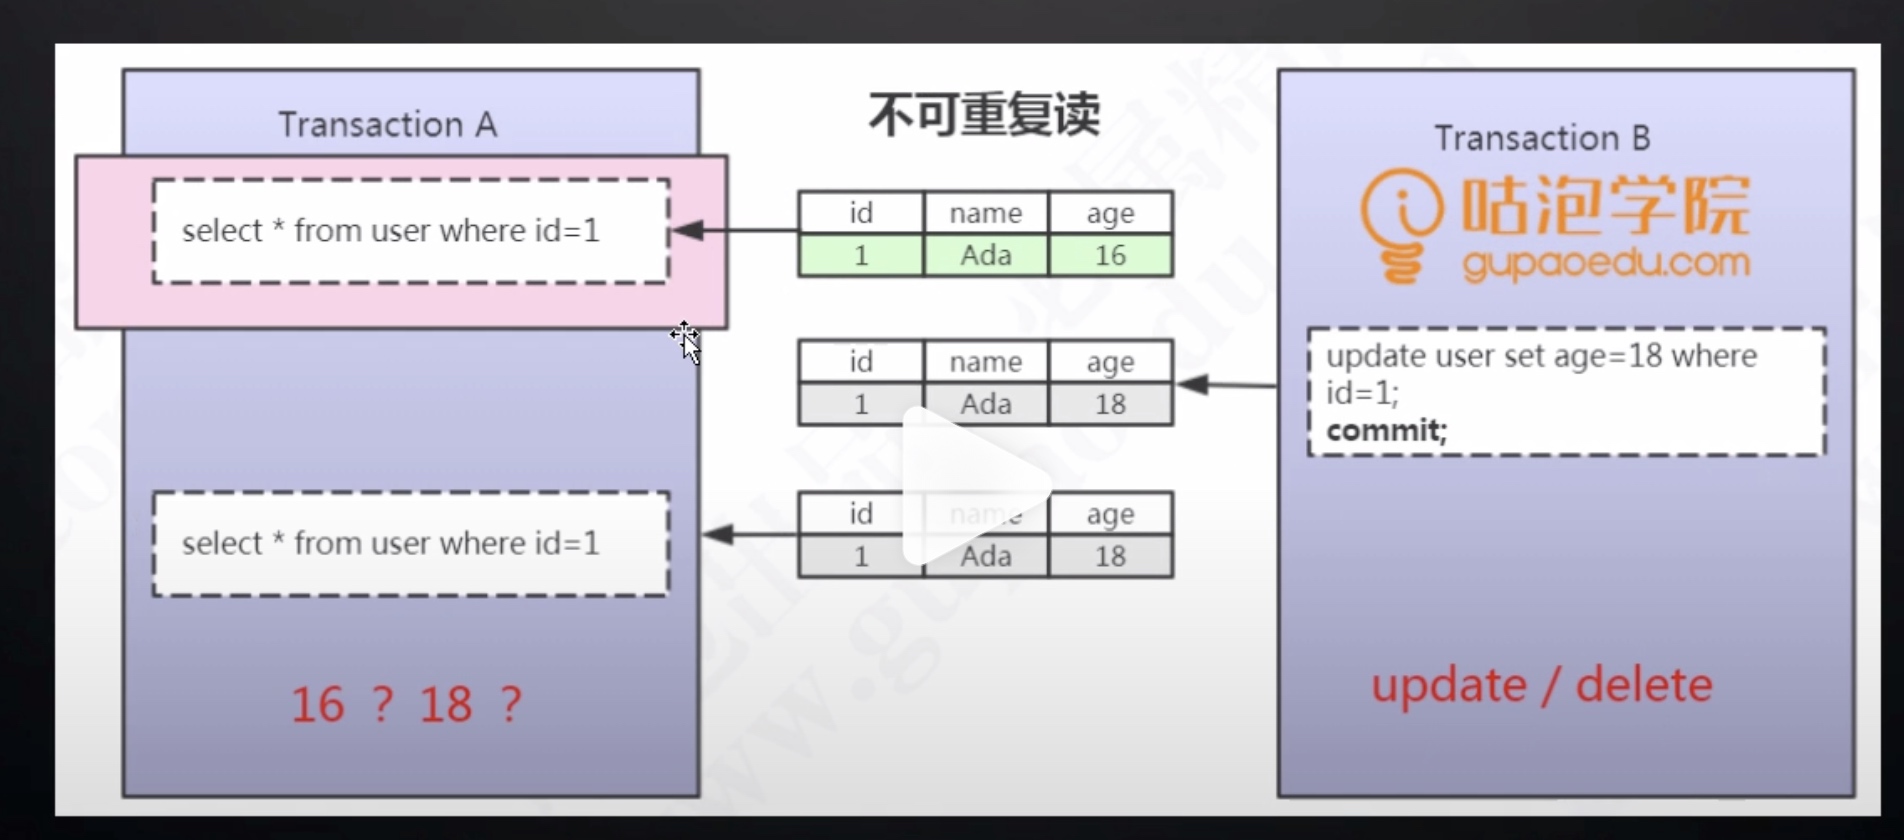 不可重复读
Transaction A
select * from user where id=1
select * from user where id=1
16 ? 18 ?
id name age
1 Ada 16
id name age
1 Ada 18
id name age
1 Ada 18
Transaction B
咕泡学院
gupaoedu.com
update user set age=18 where
id=1;
commit;
update / delete